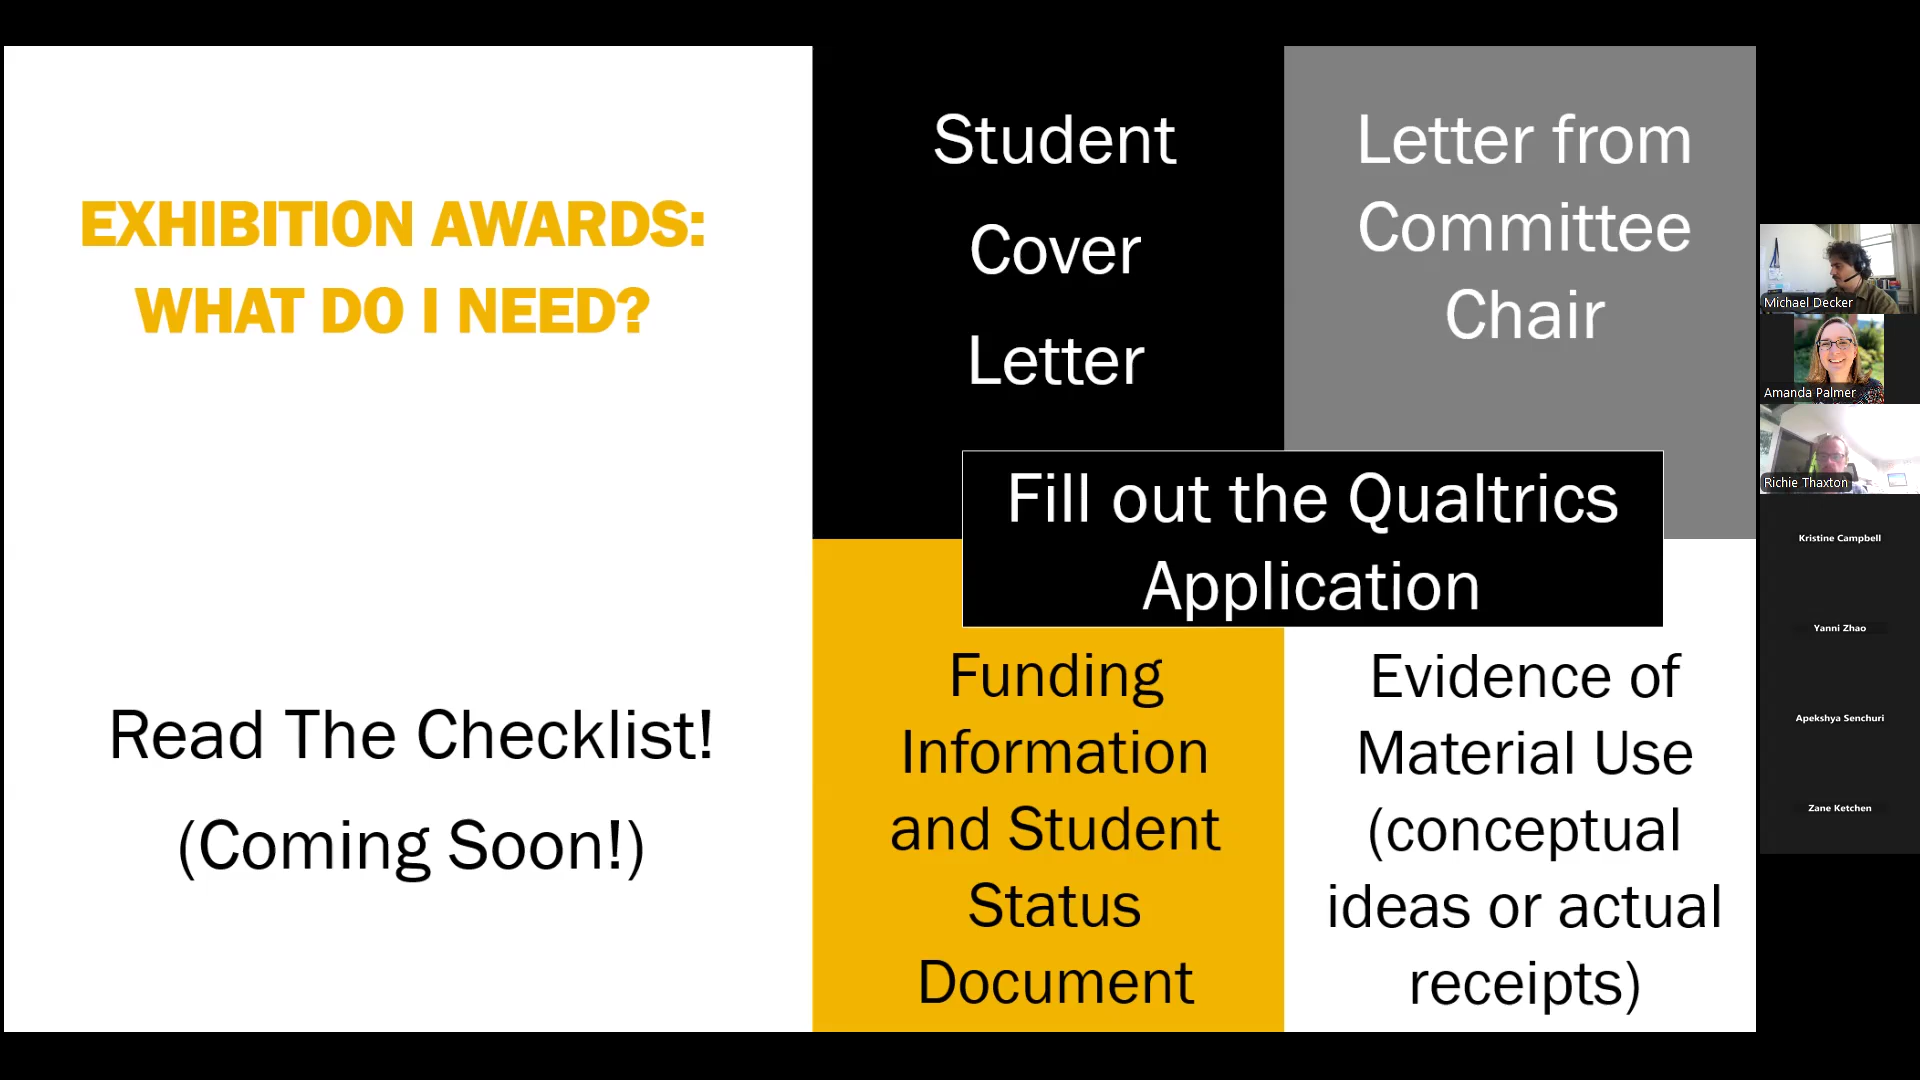 EXHIBITION AWARDS:
WHAT DO I NEED?
Read The Checklist!
(Coming Soon!)
Student
Cover
Letter
Letter from
Committee
Chair
Fill out the Qualtrics
Application
Funding
Information
and Student
Status
Document
Evidence of
Material Use
(conceptual
ideas or actual
receipts)
Michael Decker
Amanda Palmer
Richie Thaxton
Kristine Campbell
Yanni Zhao
Apekshya Senchuri
Zane Ketchen